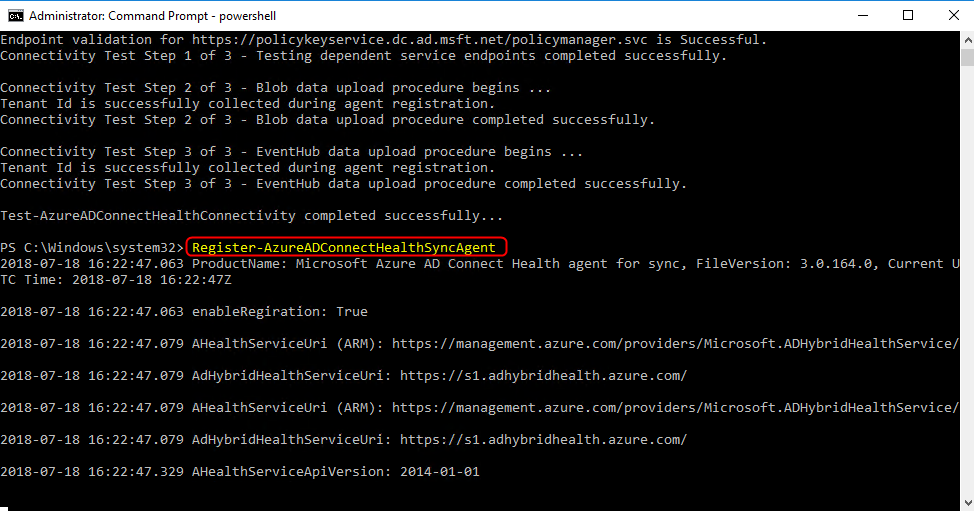 Administrator: Command Prompt - powershell
Endpoint validation for https://policykeyservice.dc.ad.msft.net/policymanager.svc is Successful.
Connectivity Test Step 1 of 3 - Testing dependent service endpoints completed successfully.
Connectivity Test Step 2 of 3 - Blob data upload procedure begins ...
Tenant Id is successfully collected during agent registration.
Connectivity Test Step 2 of 3 - Blob data upload procedure completed successfully.
Connectivity Test Step 3 of 3 - EventHub data upload procedure begins ...
Tenant Id is successfully collected during agent registration.
Connectivity Test Step 3 of 3 - EventHub data upload procedure completed successfully.
Test-AzureADConnectHealthConnectivity completed successfully...
PS C:\Windows\system32> Register-AzureADConnectHealthSyncAgent
2018-07-18 16:22:47.063 ProductName: Microsoft Azure AD Connect Health agent for sync, FileVersion: 3.0.164.0, Current U
TC Time: 2018-07-18 16:22:47Z
2018-07-18 16:22:47.063 enableRegiration: True
2018-07-18 16:22:47.079 AHealthServiceUri (ARM): https://management.azure.com/providers/Microsoft.ADHybridHealthService/
2018-07-18 16:22:47.079 AdHybridHealthServiceUri: https://s1.adhybridhealth.azure.com/
2018-07-18 16:22:47.079 AHealthServiceUri (ARM): https://management.azure.com/providers/Microsoft.ADHybridHealthService/
2018-07-18 16:22:47.079 AdHybridHealthServiceUri: https://s1.adhybridhealth.azure.com/
2018-07-18 16:22:47.329 AHealthServiceApiVersion: 2014-01-01